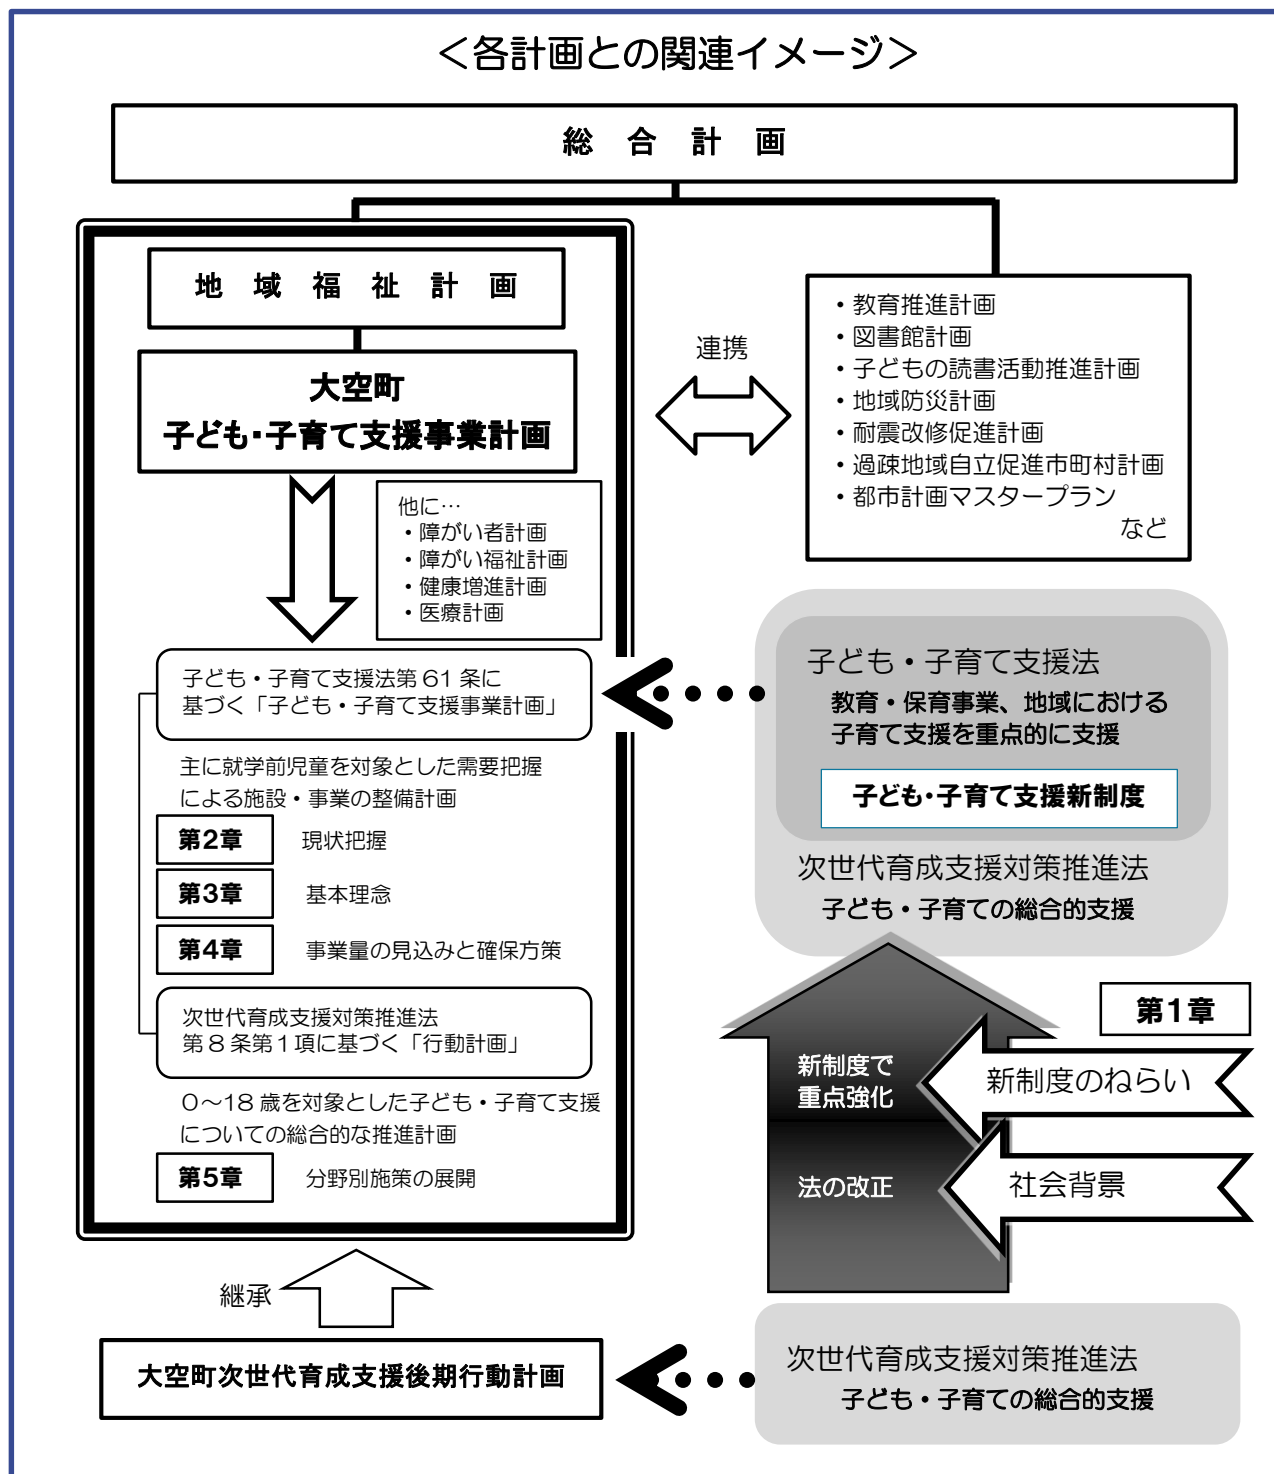 ＜各計画との関連イメージ＞
総合計画
地域福祉計画
大空町
子ども・子育て支援事業計画
他に…
・障がい者計画
・障がい福祉計画
・健康増進計画
・医療計画
連携
・教育推進計画
・図書館計画
・子どもの読書活動推進計画
・地域防災計画
・耐震改修促進計画
・過疎地域自立促進市町村計画
・都市計画マスタープラン
など
子ども・子育て支援法第61条に
基づく「子ども・子育て支援事業計画」
主に就学前児童を対象とした需要把握
による施設・事業の整備計画
第2章 現状把握
第3章 基本理念
第4章 事業量の見込みと確保方策
次世代育成支援対策推進法
第８条第１項に基づく「行動計画」
０～18歳を対象とした子ども・子育て支援
についての総合的な推進計画
第5章 分野別施策の展開
子ども・子育て支援法
教育・保育事業、地域における
子育て支援を重点的に支援
子ども・子育て支援新制度
次世代育成支援対策推進法
子ども・子育ての総合的支援
第1章
新制度で
重点強化
新制度のねらい
法の改正
社会背景
継承
大空町次世代育成支援後期行動計画
次世代育成支援対策推進法
子ども・子育ての総合的支援